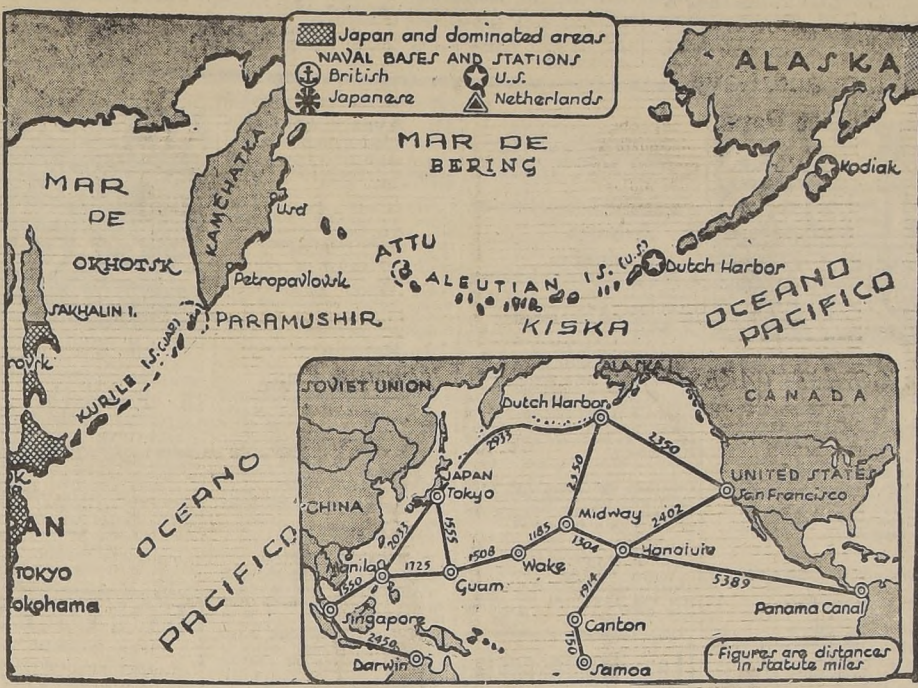 Japan and dominated areas
NAVAL BASES AND STATIONS
British
U.S.
Japanese
Netherlands
ALASKA
MAR DE
BERING
Kodiak
KAMCHATKA
MAR
DE
OKHOTSK
Petropavlovsk
ATTU
ALEUTIAN IS. (U.S)
Dutch Harbor
OCEANO
PACIFICO
SAKHALIN I.
PARAMUSHIR
KISKA
KURILE IS. (JAP.)
OCEANO
PACIFICO
AN
TOKYO
okohama
SOVIET UNION
ALASKA
CANADA
Dutch Harbor
2933
2350
2350
JAPAN
Tokyo
UNITED STATES
San Francisco
CHINA
Midway
2402
2033
1555
1185
1304
Honolulu
1508
Wake
Manila
1725
Guam
5389
1550
1914
Panama Canal
Singapore
Canton
2450
750
Darwin
Samoa
Figures are distances
in statute miles